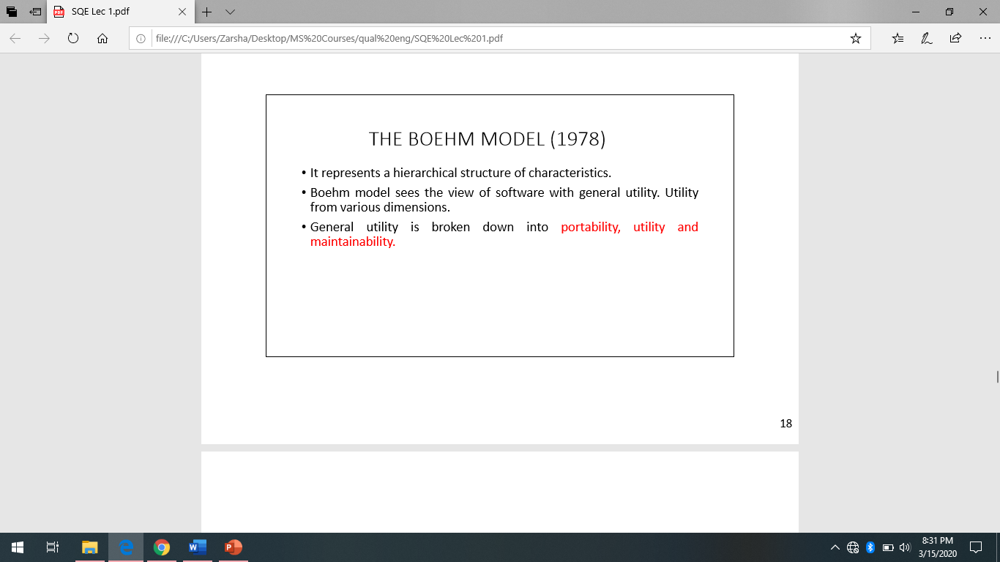 SQE Lec 1.pdf
file:///C:/Users/Zarsha/Desktop/MS%20Courses/qual%20eng/SQE%20Lec%201.pdf
THE BOEHM MODEL (1978)
• It represents a hierarchical structure of characteristics.
• Boehm model sees the view of software with general utility. Utility
from various dimensions.
• General utility is broken down into portability, utility and
maintainability.
18
8:31 PM
3/15/2020